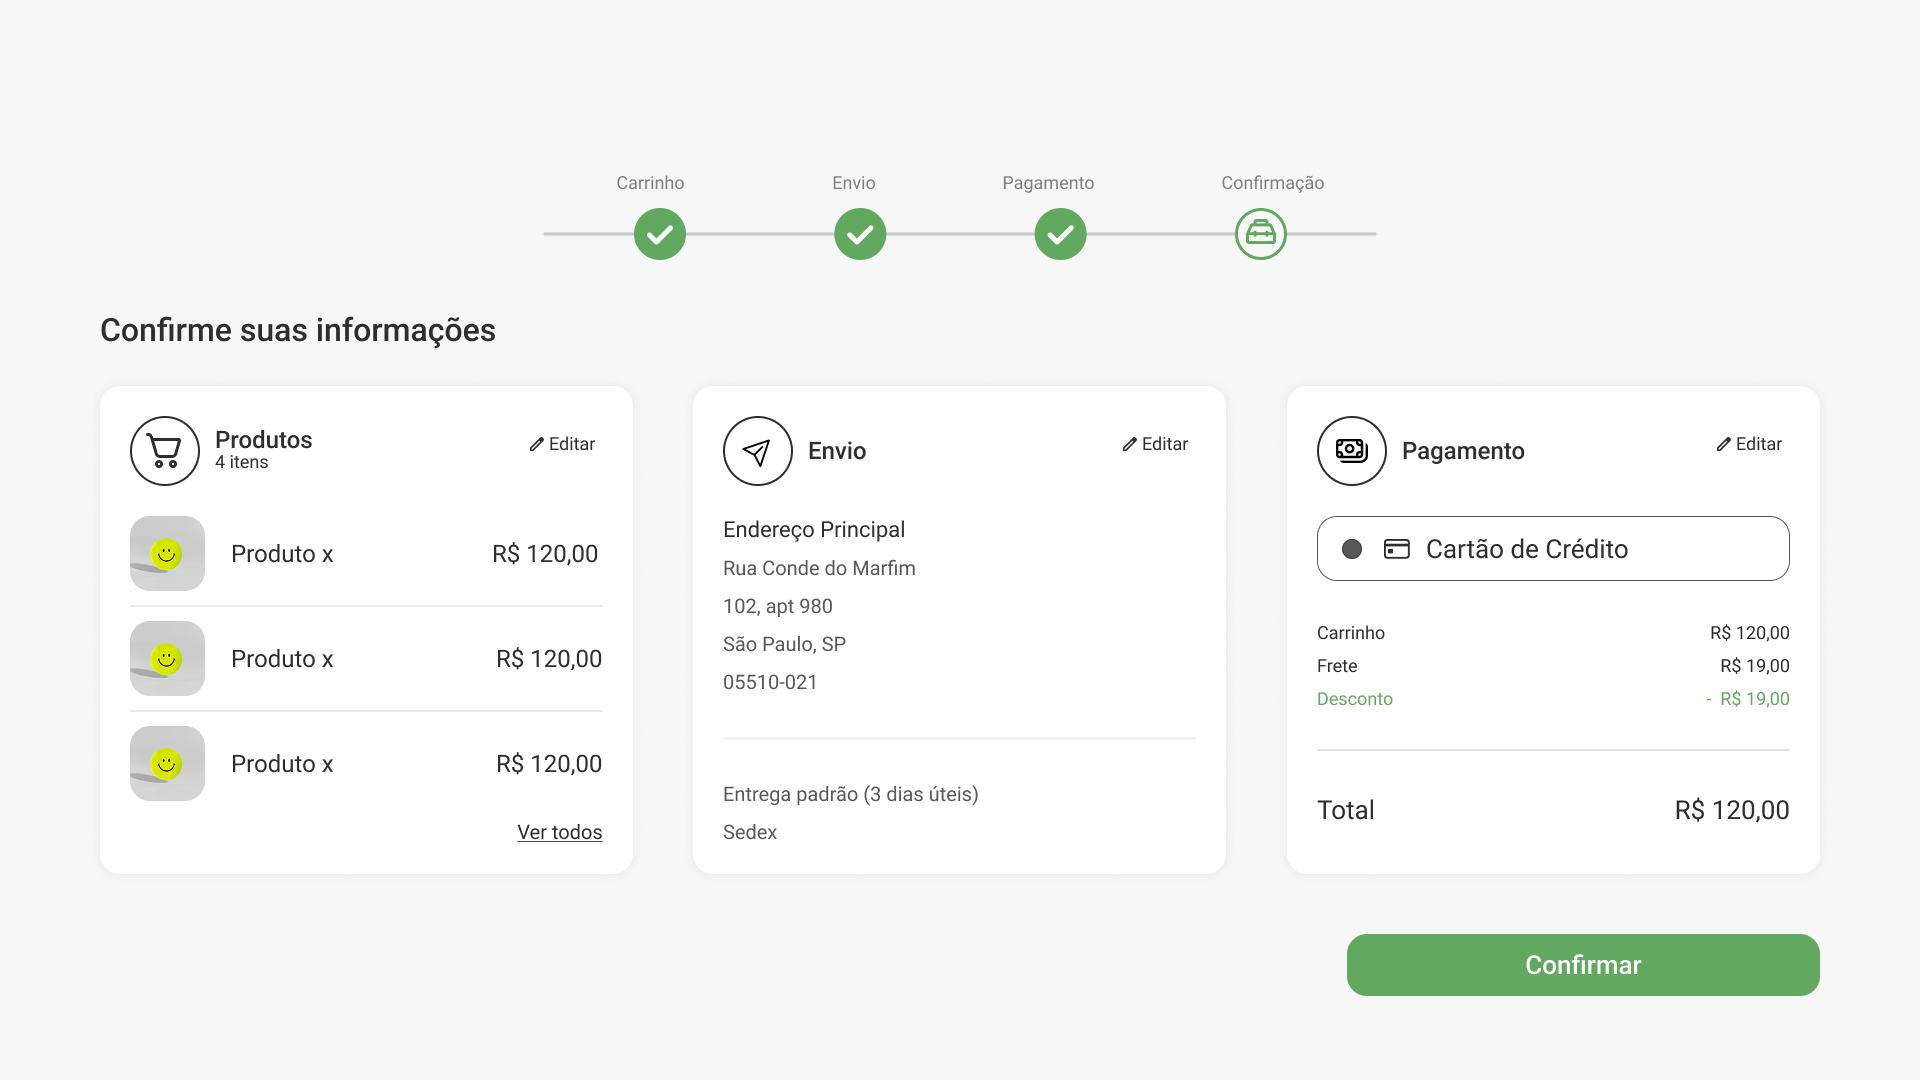 Carrinho
Envio
Pagamento
Confirmação
Confirme suas informações
Produtos
4 itens
Editar
Produto x
R$ 120,00
Produto x
R$ 120,00
Produto x
R$ 120,00
Ver todos
Envio
Editar
Endereço Principal
Rua Conde do Marfim
102, apt 980
São Paulo, SP
05510-021
Entrega padrão (3 dias úteis)
Sedex
Pagamento
Editar
Cartão de Crédito
Carrinho R$ 120,00
Frete R$ 19,00
Desconto - R$ 19,00
Total R$ 120,00
Confirmar